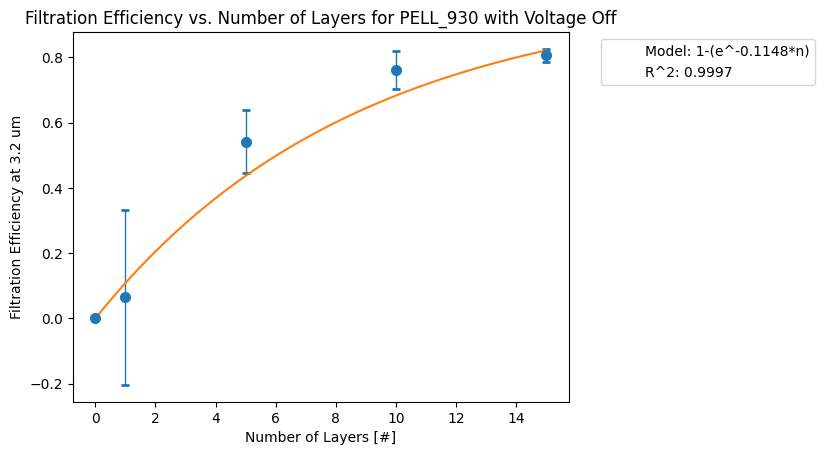 Filtration Efficiency vs. Number of Layers for PELL_930 with Voltage Off
Model: 1-(e^-0.1148*n)
R^2: 0.9997
Filtration Efficiency at 3.2 um
0.8
0.6
0.4
0.2
0.0
−0.2
0 2 4 6 8 10 12 14
Number of Layers [#]